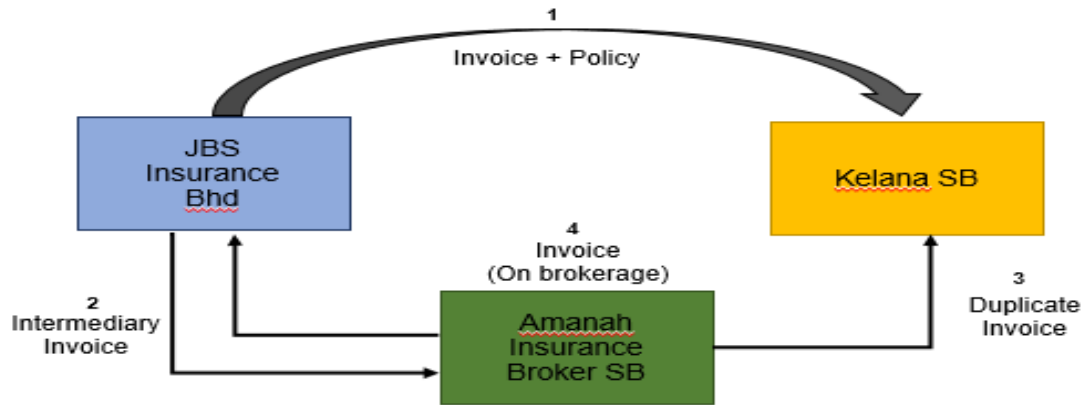 1
Invoice + Policy
JBS
Insurance
Bhd
Kelana SB
4
Invoice
(On brokerage)
2
Intermediary
Invoice
3
Duplicate
Invoice
Amanah
Insurance
Broker SB